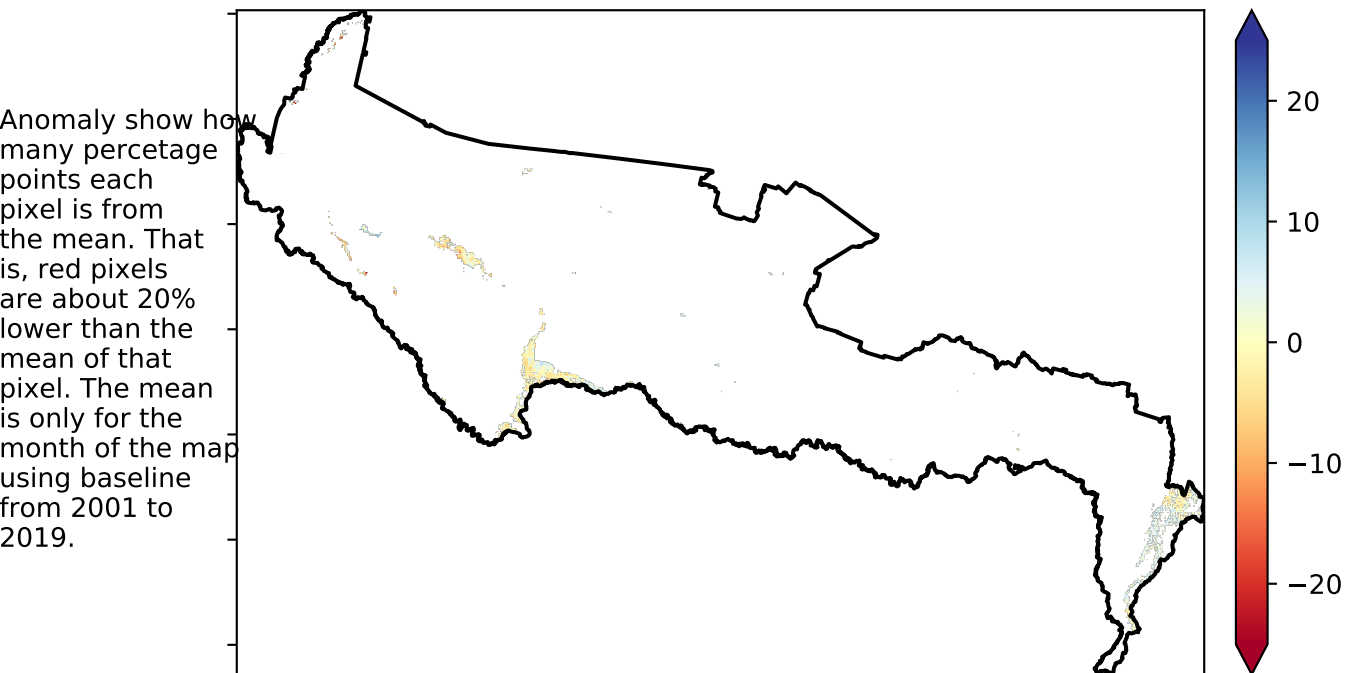 Anomaly show how
many percetage
points each
pixel is from
the mean. That
is, red pixels
are about 20%
lower than the
mean of that
pixel. The mean
is only for the
month of the map
using baseline
from 2001 to
2019.
20
10
0
−10
−20